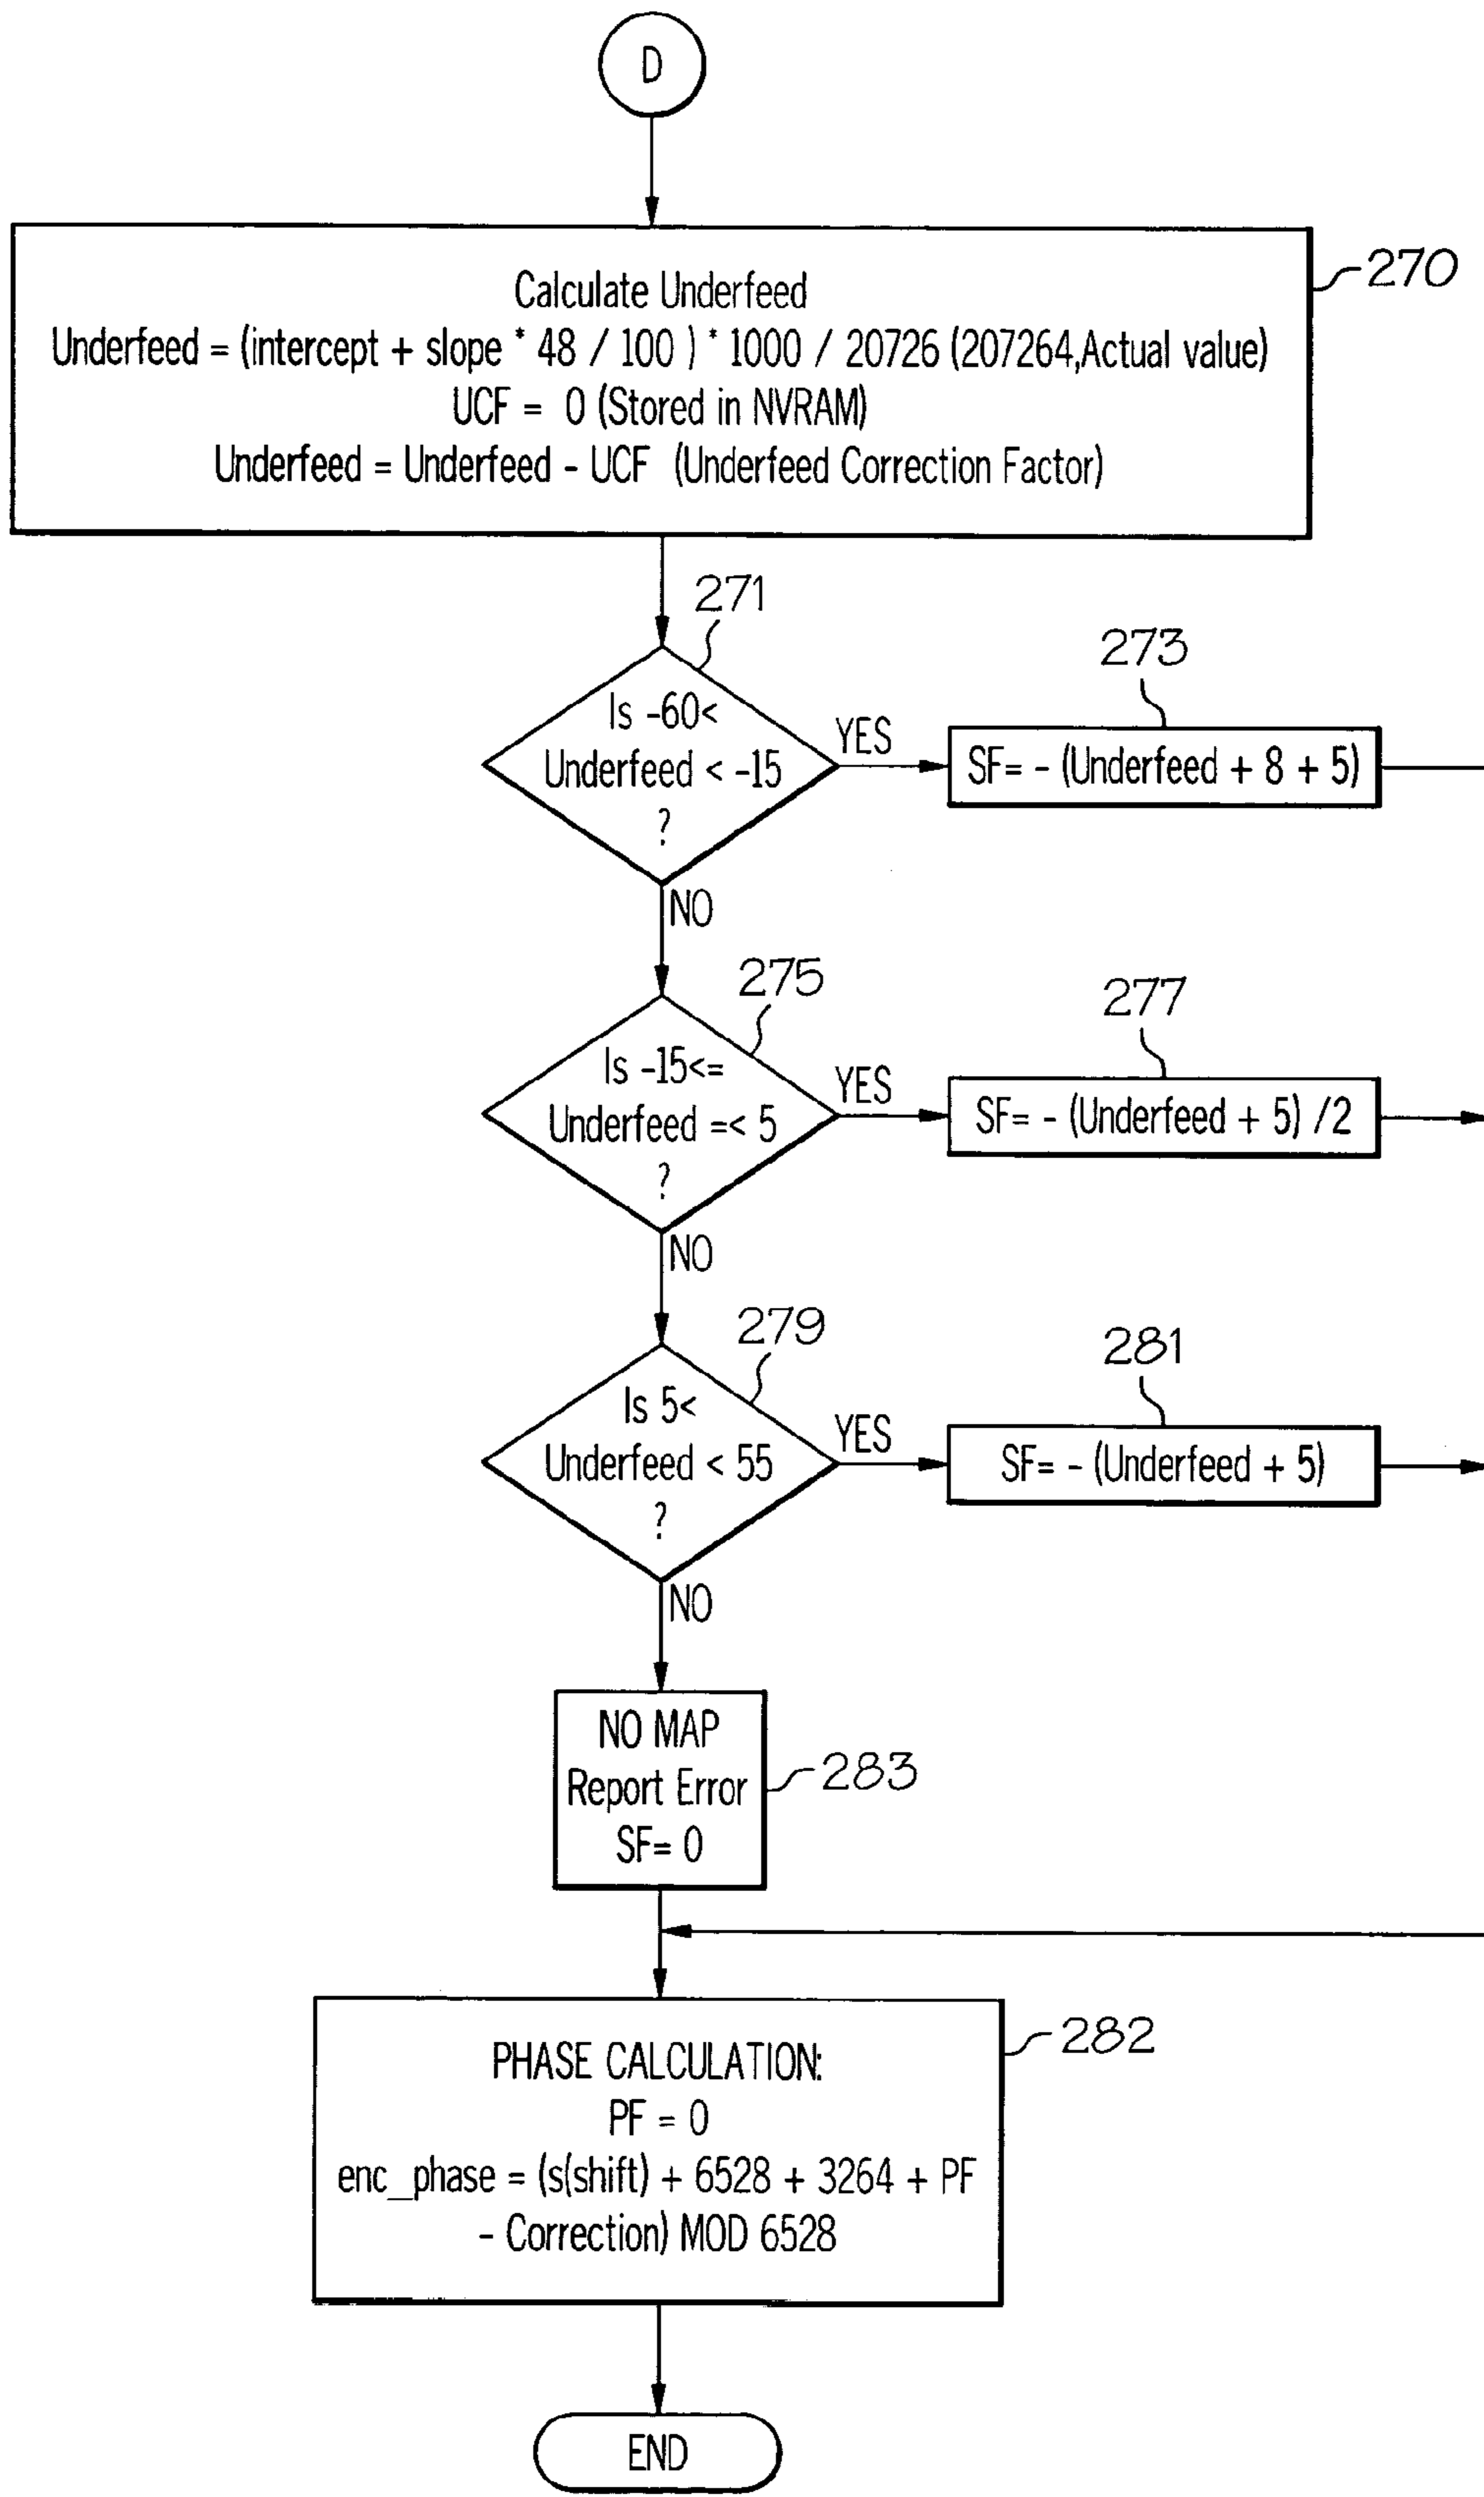 D
Calculate Underfeed
Underfeed = (intercept + slope * 48 / 100 ) * 1000 / 20726 (207264,Actual value)
UCF = 0 (Stored in NVRAM)
Underfeed = Underfeed - UCF (Underfeed Correction Factor)
270
271
Is -60<
Underfeed < -15
?
YES
273
SF= - (Underfeed + 8 + 5)
NO
275
Is -15<=
Underfeed =< 5
?
YES
277
SF= - (Underfeed + 5) /2
NO
279
Is 5<
Underfeed < 55
?
YES
281
SF= - (Underfeed + 5)
NO
NO MAP
Report Error
SF= 0
283
PHASE CALCULATION:
PF = 0
enc_phase = (s(shift) + 6528 + 3264 + PF
- Correction) MOD 6528
282
END